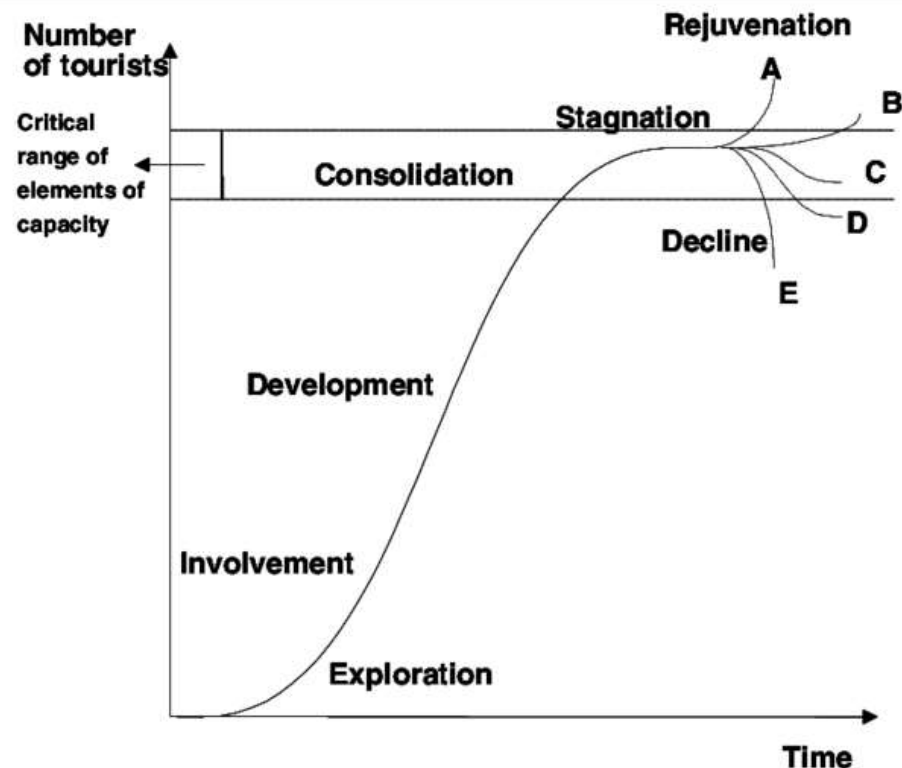 Number
of tourists
Rejuvenation
A
B
Critical
range of
elements of
capacity
Stagnation
Consolidation
C
D
Decline
E
Development
Involvement
Exploration
Time